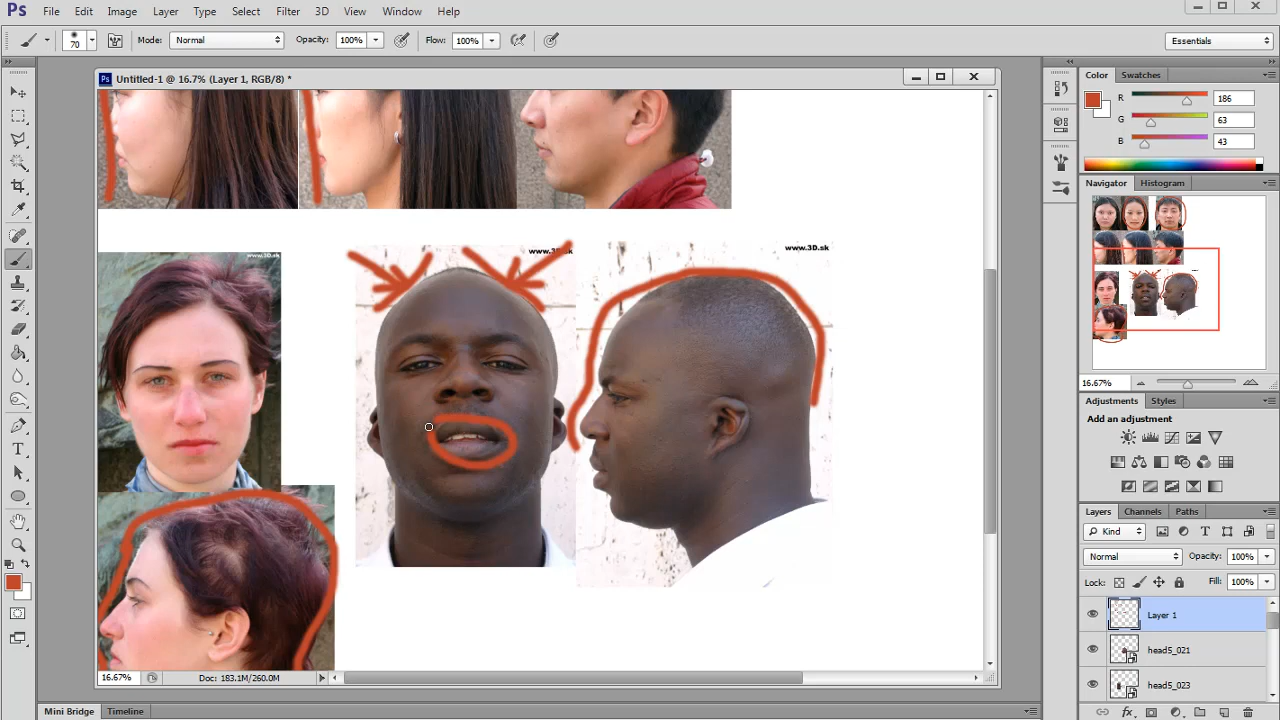 Ps File Edit Image Layer Type Select Filter 3D View Window Help
70 Mode: Normal Opacity: 100% Flow: 100% Essentials
Untitled-1 @ 16.7% (Layer 1, RGB/8) *
Color Swatches
R 186
G 63
B 43
Navigator Histogram
www.3D.sk
www.3D.sk
www.3D.sk
16.67%
Adjustments Styles
Add an adjustment
Layers Channels Paths
Kind
Normal Opacity: 100%
Lock: Fill: 100%
Layer 1
head5_021
head5_023
16.67% Doc: 183.1M/260.0M
Mini Bridge Timeline